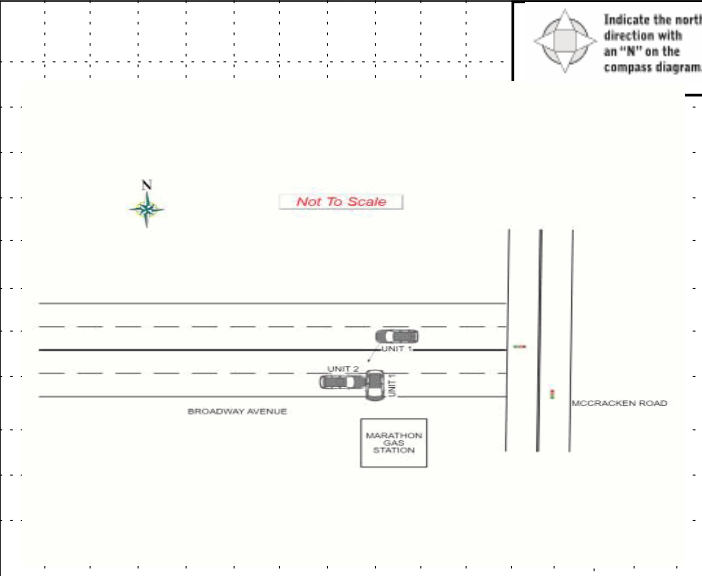 Indicate the north
direction with
an “N” on the
compass diagram.
N
Not To Scale
UNIT 1
UNIT 2
UNIT 1
BROADWAY AVENUE
MCCRACKEN ROAD
MARATHON
GAS
STATION